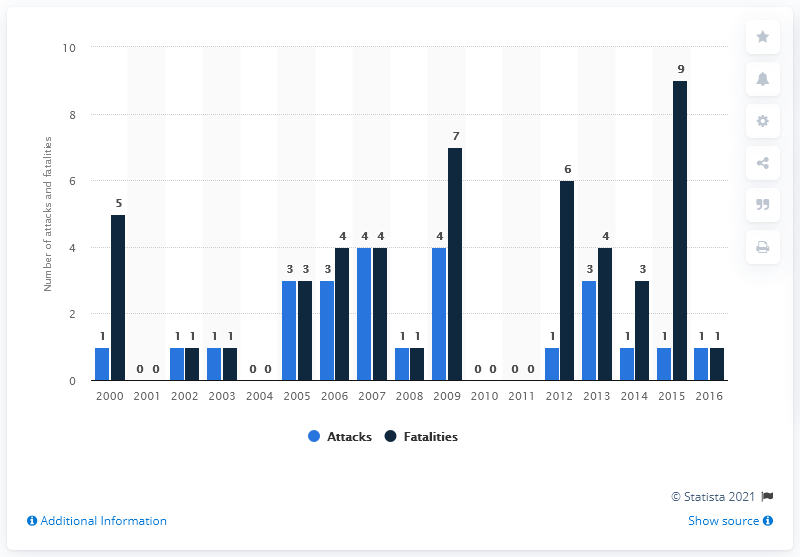 Number of attacks and fatalities
10
8
6
4
2
0
1 5 0 0 1 1 1 1 0 0 3 3 3 4 4 4 1 1 4 7 0 0 0 0 1 6 3 4 1 3 1 9 1 1
2000 2001 2002 2003 2004 2005 2006 2007 2008 2009 2010 2011 2012 2013 2014 2015 2016
Attacks Fatalities
© Statista 2021
Additional Information Show source